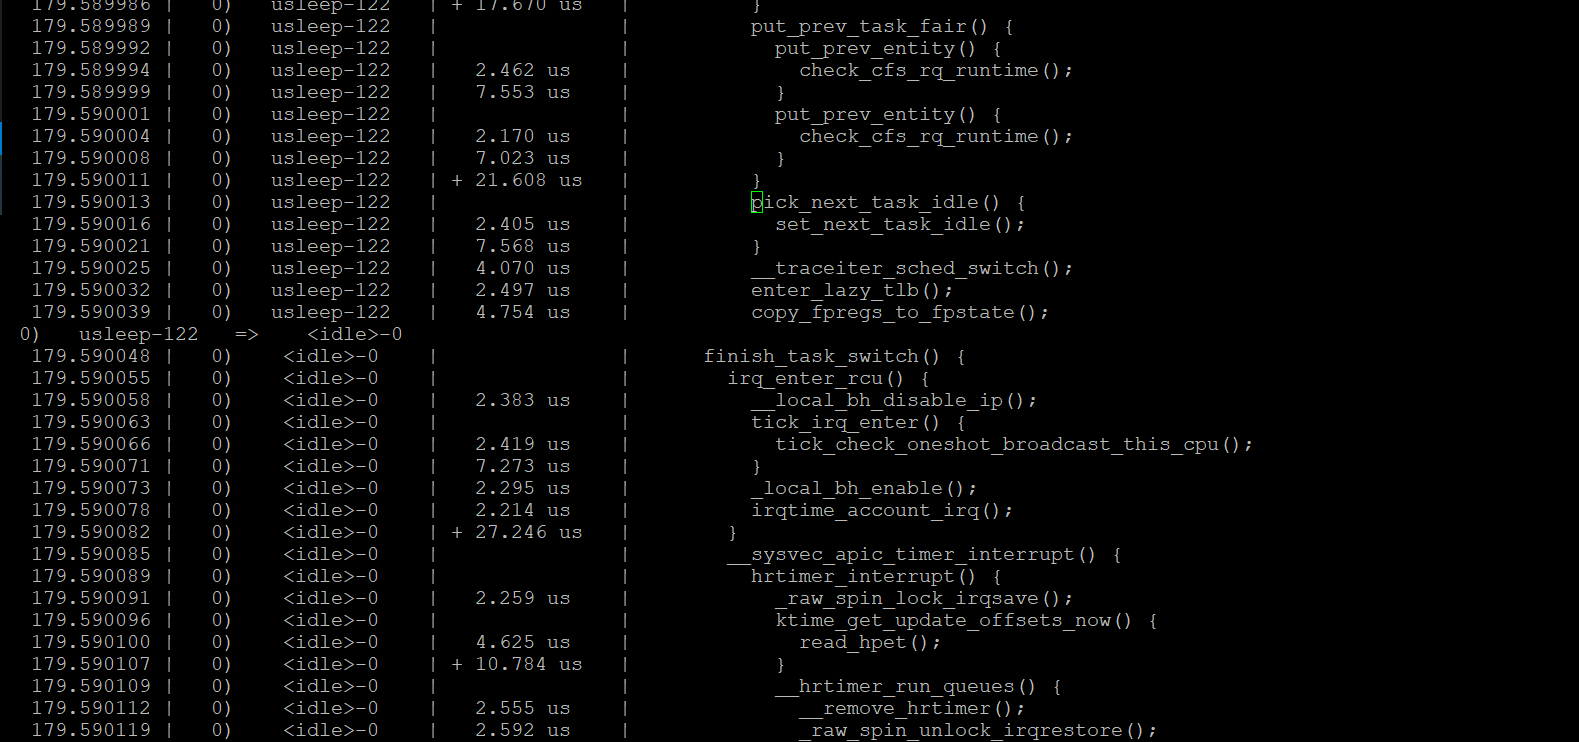 179.589986 |   0)   usleep-122   | + 17.670 us   |          }
179.589989 |   0)   usleep-122   |               |          put_prev_task_fair() {
179.589992 |   0)   usleep-122   |               |            put_prev_entity() {
179.589994 |   0)   usleep-122   |   2.462 us    |              check_cfs_rq_runtime();
179.589999 |   0)   usleep-122   |   7.553 us    |            }
179.590001 |   0)   usleep-122   |               |            put_prev_entity() {
179.590004 |   0)   usleep-122   |   2.170 us    |              check_cfs_rq_runtime();
179.590008 |   0)   usleep-122   |   7.023 us    |            }
179.590011 |   0)   usleep-122   | + 21.608 us   |          }
179.590013 |   0)   usleep-122   |               |          pick_next_task_idle() {
179.590016 |   0)   usleep-122   |   2.405 us    |            set_next_task_idle();
179.590021 |   0)   usleep-122   |   7.568 us    |          }
179.590025 |   0)   usleep-122   |   4.070 us    |          __traceiter_sched_switch();
179.590032 |   0)   usleep-122   |   2.497 us    |          enter_lazy_tlb();
179.590039 |   0)   usleep-122   |   4.754 us    |          copy_fpregs_to_fpstate();
0)   usleep-122   =>    <idle>-0
179.590048 |   0)    <idle>-0    |               |      finish_task_switch() {
179.590055 |   0)    <idle>-0    |               |        irq_enter_rcu() {
179.590058 |   0)    <idle>-0    |   2.383 us    |          __local_bh_disable_ip();
179.590063 |   0)    <idle>-0    |               |          tick_irq_enter() {
179.590066 |   0)    <idle>-0    |   2.419 us    |            tick_check_oneshot_broadcast_this_cpu();
179.590071 |   0)    <idle>-0    |   7.273 us    |          }
179.590073 |   0)    <idle>-0    |   2.295 us    |          _local_bh_enable();
179.590078 |   0)    <idle>-0    |   2.214 us    |          irqtime_account_irq();
179.590082 |   0)    <idle>-0    | + 27.246 us   |        }
179.590085 |   0)    <idle>-0    |               |        __sysvec_apic_timer_interrupt() {
179.590089 |   0)    <idle>-0    |               |          hrtimer_interrupt() {
179.590091 |   0)    <idle>-0    |   2.259 us    |            _raw_spin_lock_irqsave();
179.590096 |   0)    <idle>-0    |               |            ktime_get_update_offsets_now() {
179.590100 |   0)    <idle>-0    |   4.625 us    |              read_hpet();
179.590107 |   0)    <idle>-0    | + 10.784 us   |            }
179.590109 |   0)    <idle>-0    |               |            __hrtimer_run_queues() {
179.590112 |   0)    <idle>-0    |   2.555 us    |              __remove_hrtimer();
179.590119 |   0)    <idle>-0    |   2.592 us    |              _raw_spin_unlock_irqrestore();